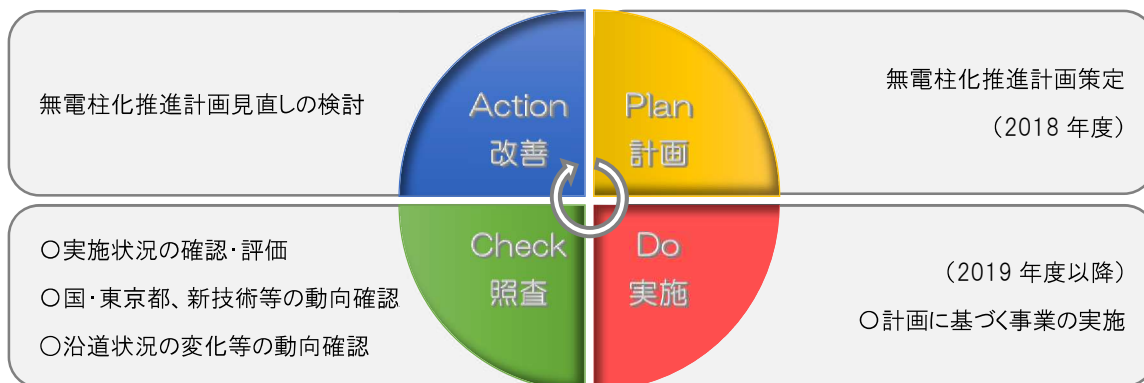 無電柱化推進計画見直しの検討
Action
改善
Plan
計画
無電柱化推進計画策定
（2018 年度）
○実施状況の確認・評価
○国・東京都、新技術等の動向確認
○沿道状況の変化等の動向確認
Check
照査
Do
実施
（2019 年度以降）
○計画に基づく事業の実施